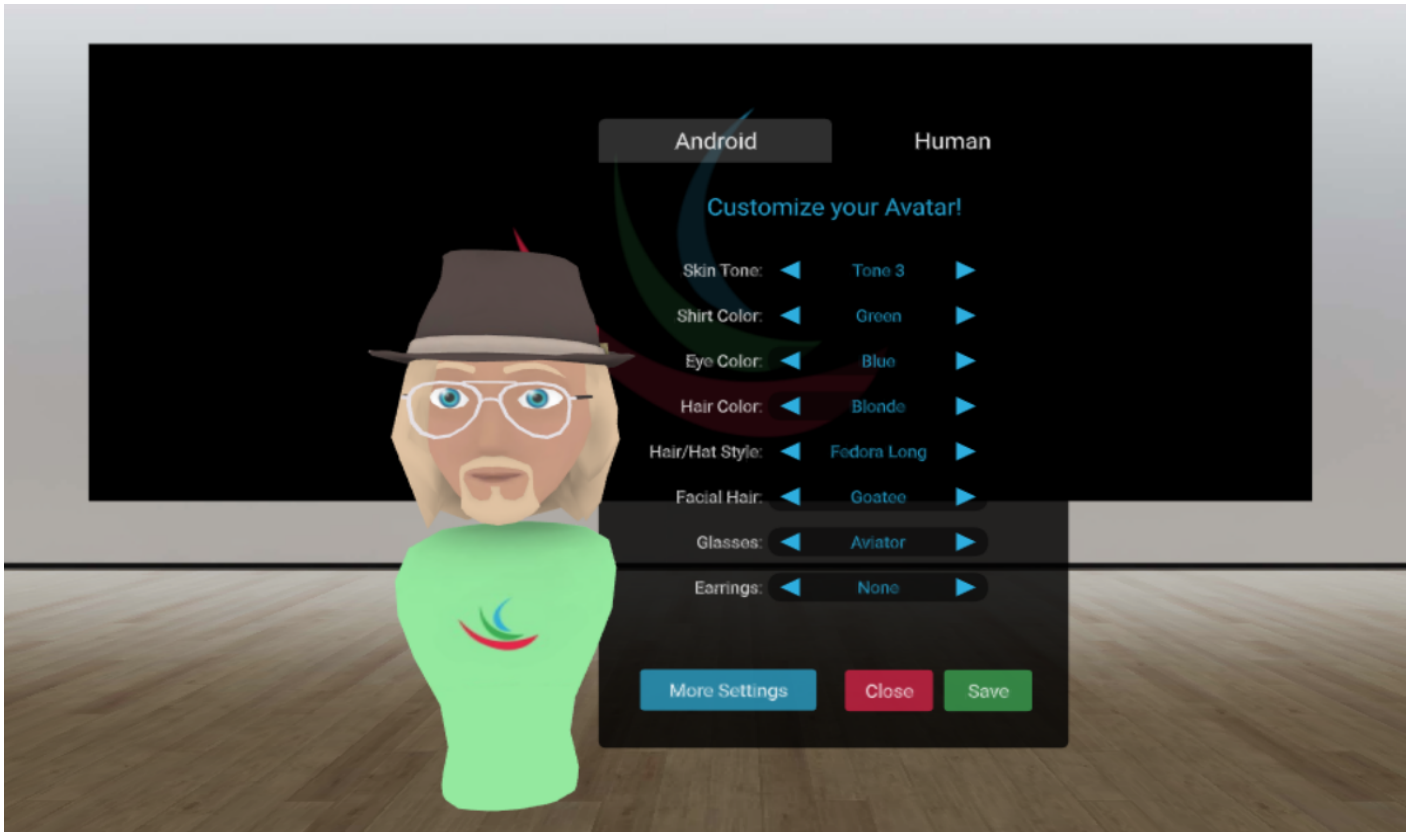 Android Human
Customize your Avatar!
Skin Tone: Tone 3
Shirt Color: Green
Eye Color: Blue
Hair Color: Blonde
Hair/Hat Style: Fedora Long
Facial Hair: Goatee
Glasses: Aviator
Earrings: None
More Settings Close Save